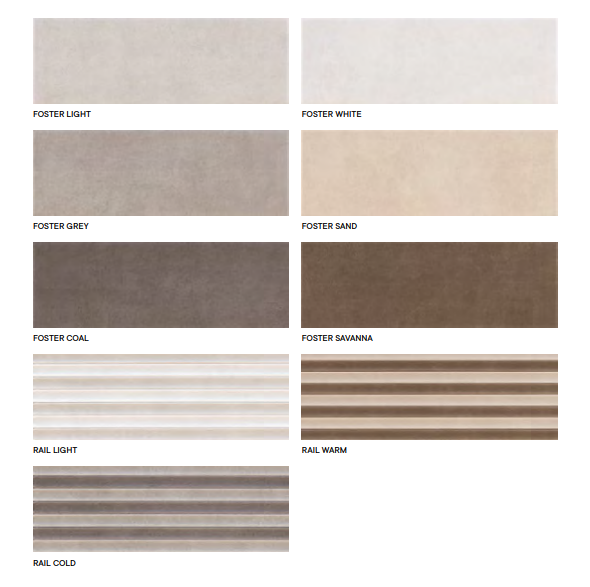 FOSTER LIGHT
FOSTER WHITE
FOSTER GREY
FOSTER SAND
FOSTER COAL
FOSTER SAVANNA
RAIL LIGHT
RAIL WARM
RAIL COLD